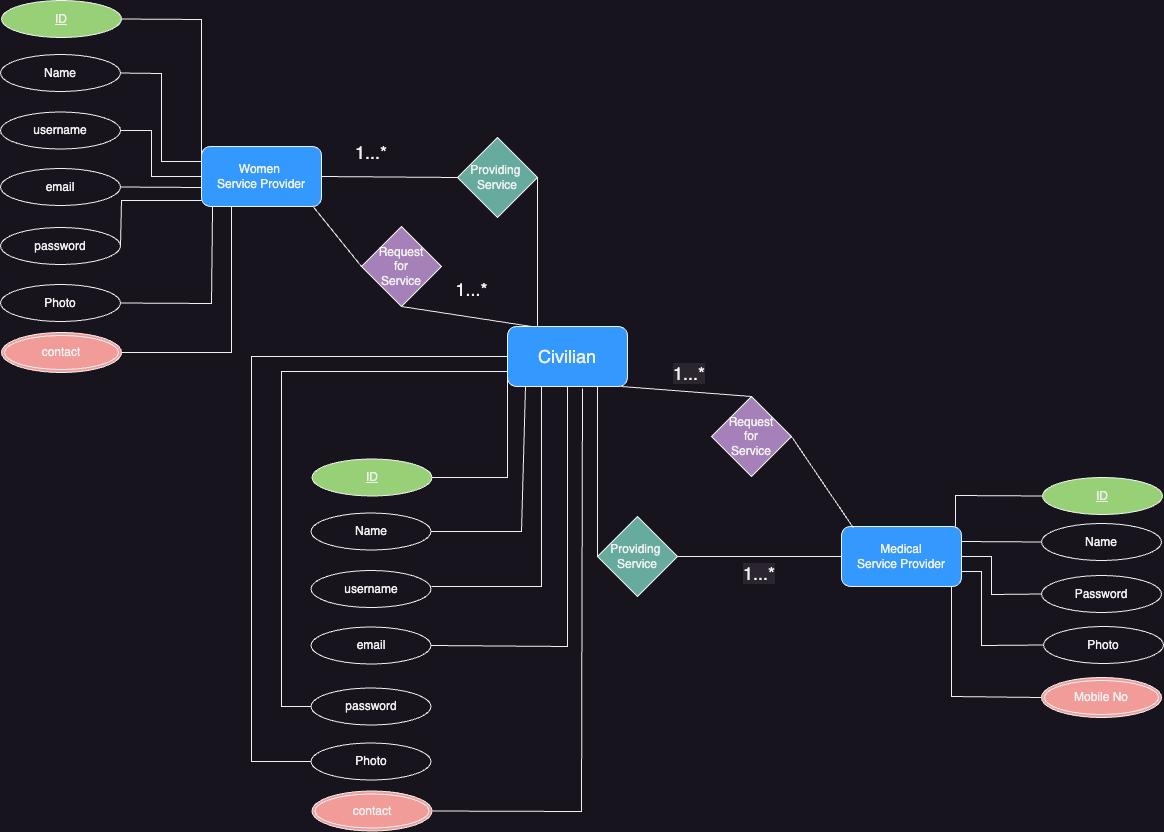 ID
Name
username
email
password
Photo
contact
Women
Service Provider
1...*
Providing
Service
Request
for
Service
1...*
Civilian
1...*
Request
for
Service
ID
Name
username
email
password
Photo
contact
Providing
Service
1...*
Medical
Service Provider
ID
Name
Password
Photo
Mobile No